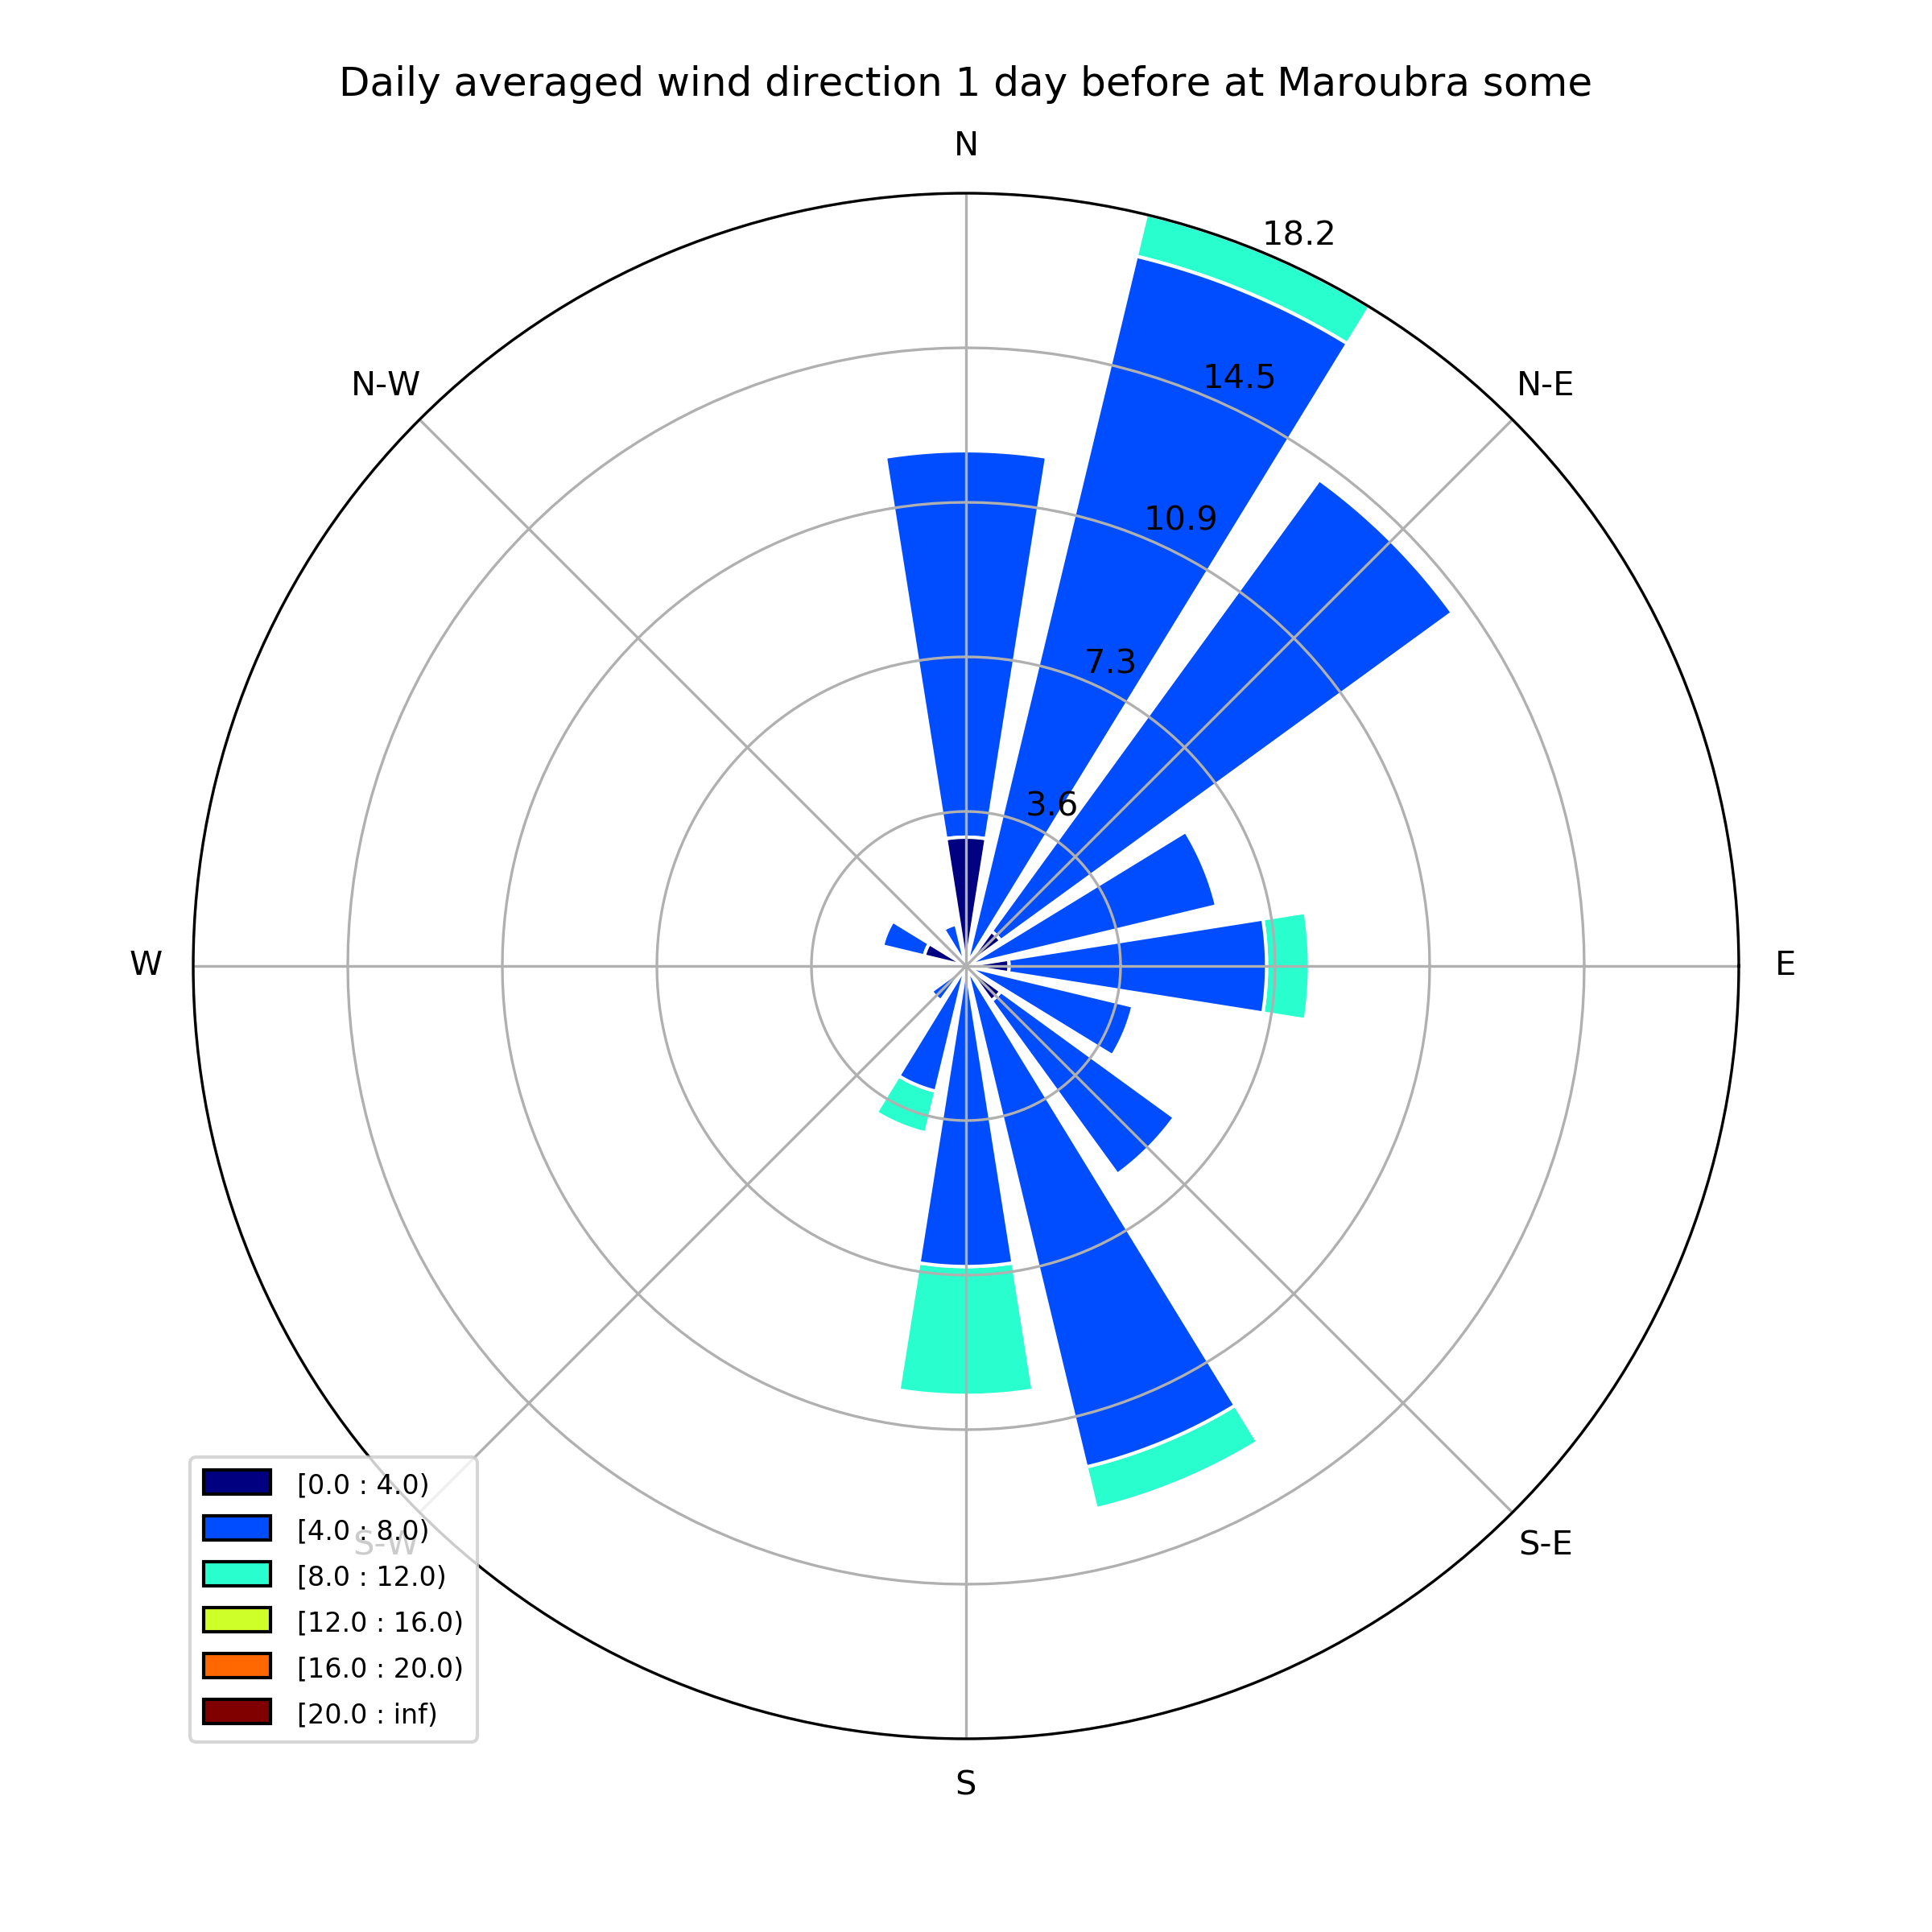 Daily averaged wind direction 1 day before at Maroubra some
N
18.2
N-W
14.5
N-E
10.9
7.3
3.6
W
E
[0.0 : 4.0)
[4.0 : 8.0)
S-W
S-E
[8.0 : 12.0)
[12.0 : 16.0)
[16.0 : 20.0)
[20.0 : inf)
S